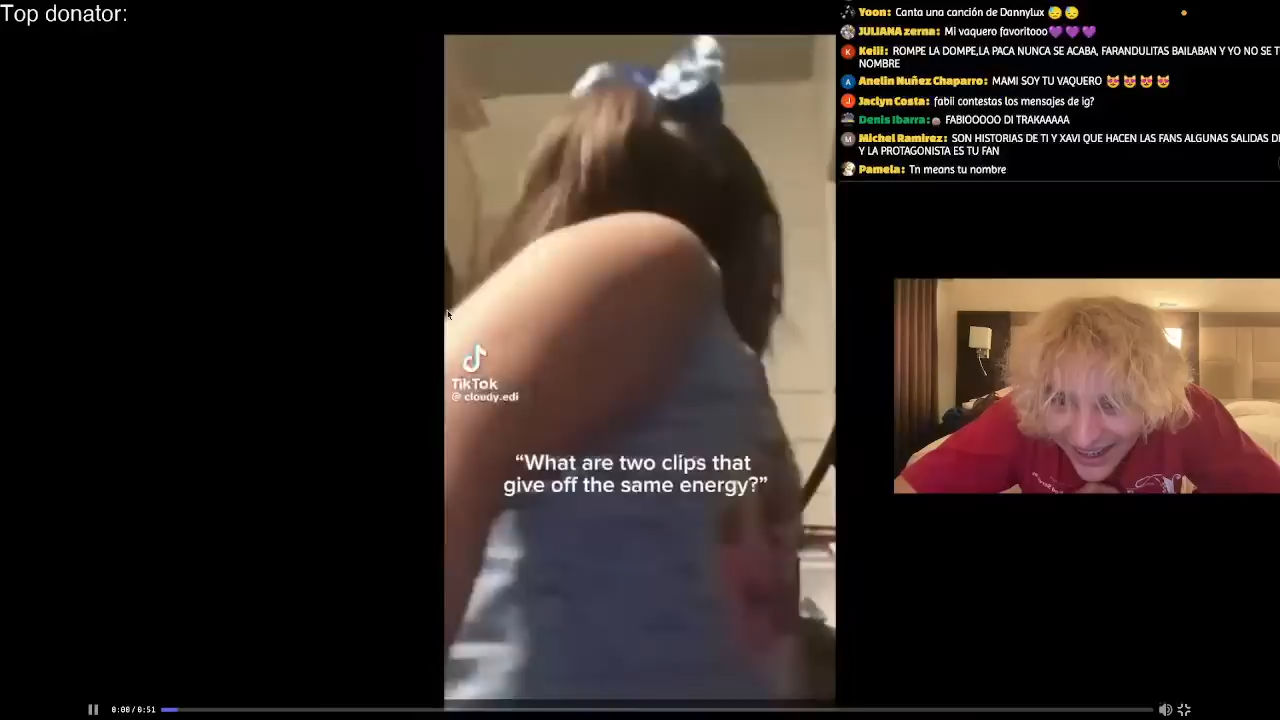 Top donator:
Yoon: Canta una canción de Dannylux 😓 😓
JULIANA zerna: Mi vaquero favoritooo💜💜💜
Keiii: ROMPE LA DOMPE,LA PACA NUNCA SE ACABA, FARANDULITAS BAILABAN Y YO NO SE T
NOMBRE
Anelin Nuñez Chaparro: MAMI SOY TU VAQUERO 😻 😻 😻 😻
Jaclyn Costa: fabii contestas los mensajes de ig?
Denis Ibarra: FABIOOOOO DI TRAKAAAAA
Michel Ramirez: SON HISTORIAS DE TI Y XAVI QUE HACEN LAS FANS ALGUNAS SALIDAS DE
Y LA PROTAGONISTA ES TU FAN
Pamela: Tn means tu nombre
TikTok
@ cloudy.edi
“What are two clips that
give off the same energy?”
0:00 / 0:51